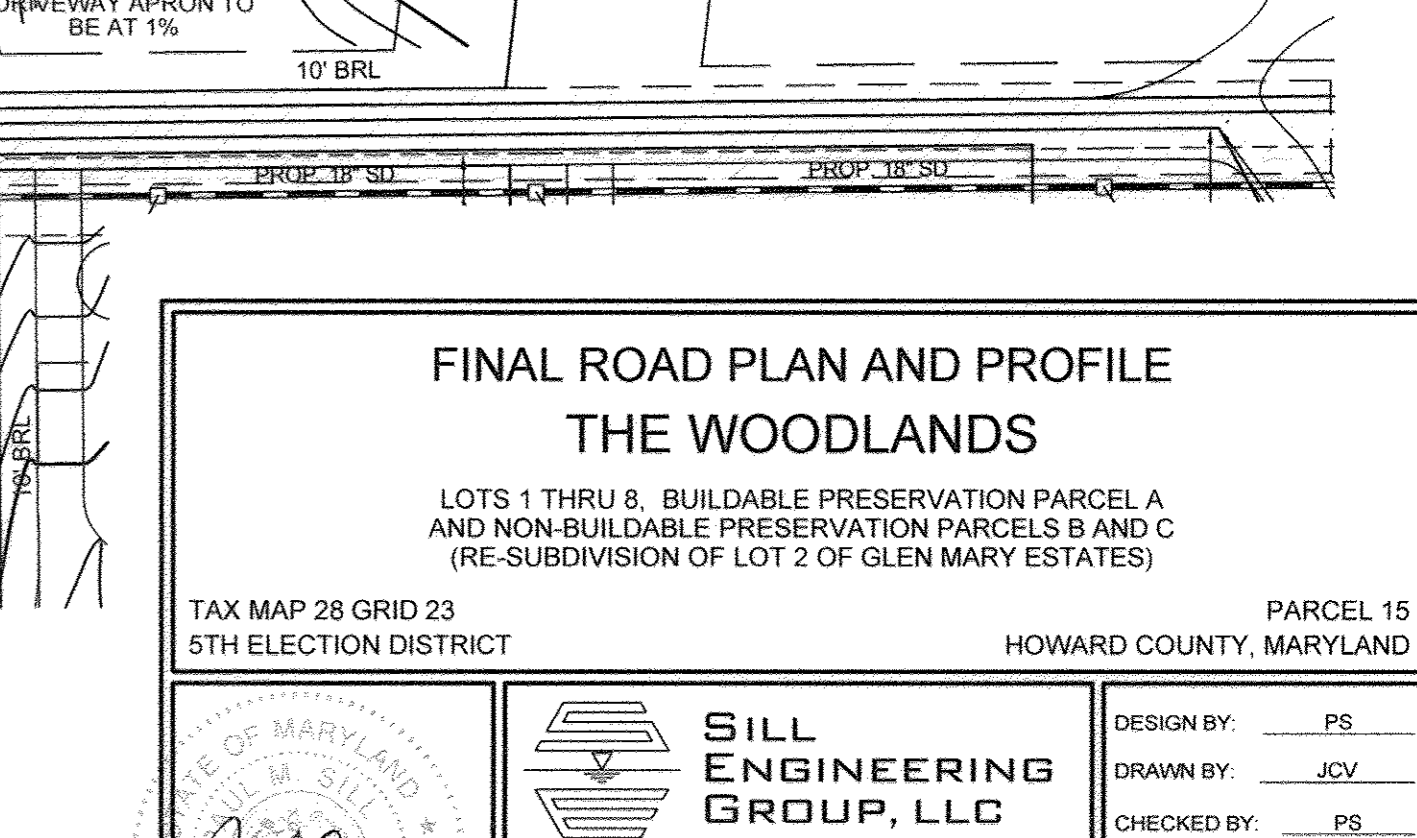 DRIVEWAY APRON TO
BE AT 1%
10' BRL
PROP. 18" SD
PROP. 18" SD
10' BRL
FINAL ROAD PLAN AND PROFILE
THE WOODLANDS
LOTS 1 THRU 8, BUILDABLE PRESERVATION PARCEL A
AND NON-BUILDABLE PRESERVATION PARCELS B AND C
(RE-SUBDIVISION OF LOT 2 OF GLEN MARY ESTATES)
TAX MAP 28 GRID 23
5TH ELECTION DISTRICT
PARCEL 15
HOWARD COUNTY, MARYLAND
STATE OF MARYLAND
PAUL M. SILL
SILL
ENGINEERING
GROUP, LLC
DESIGN BY: PS
DRAWN BY: JCV
CHECKED BY: PS